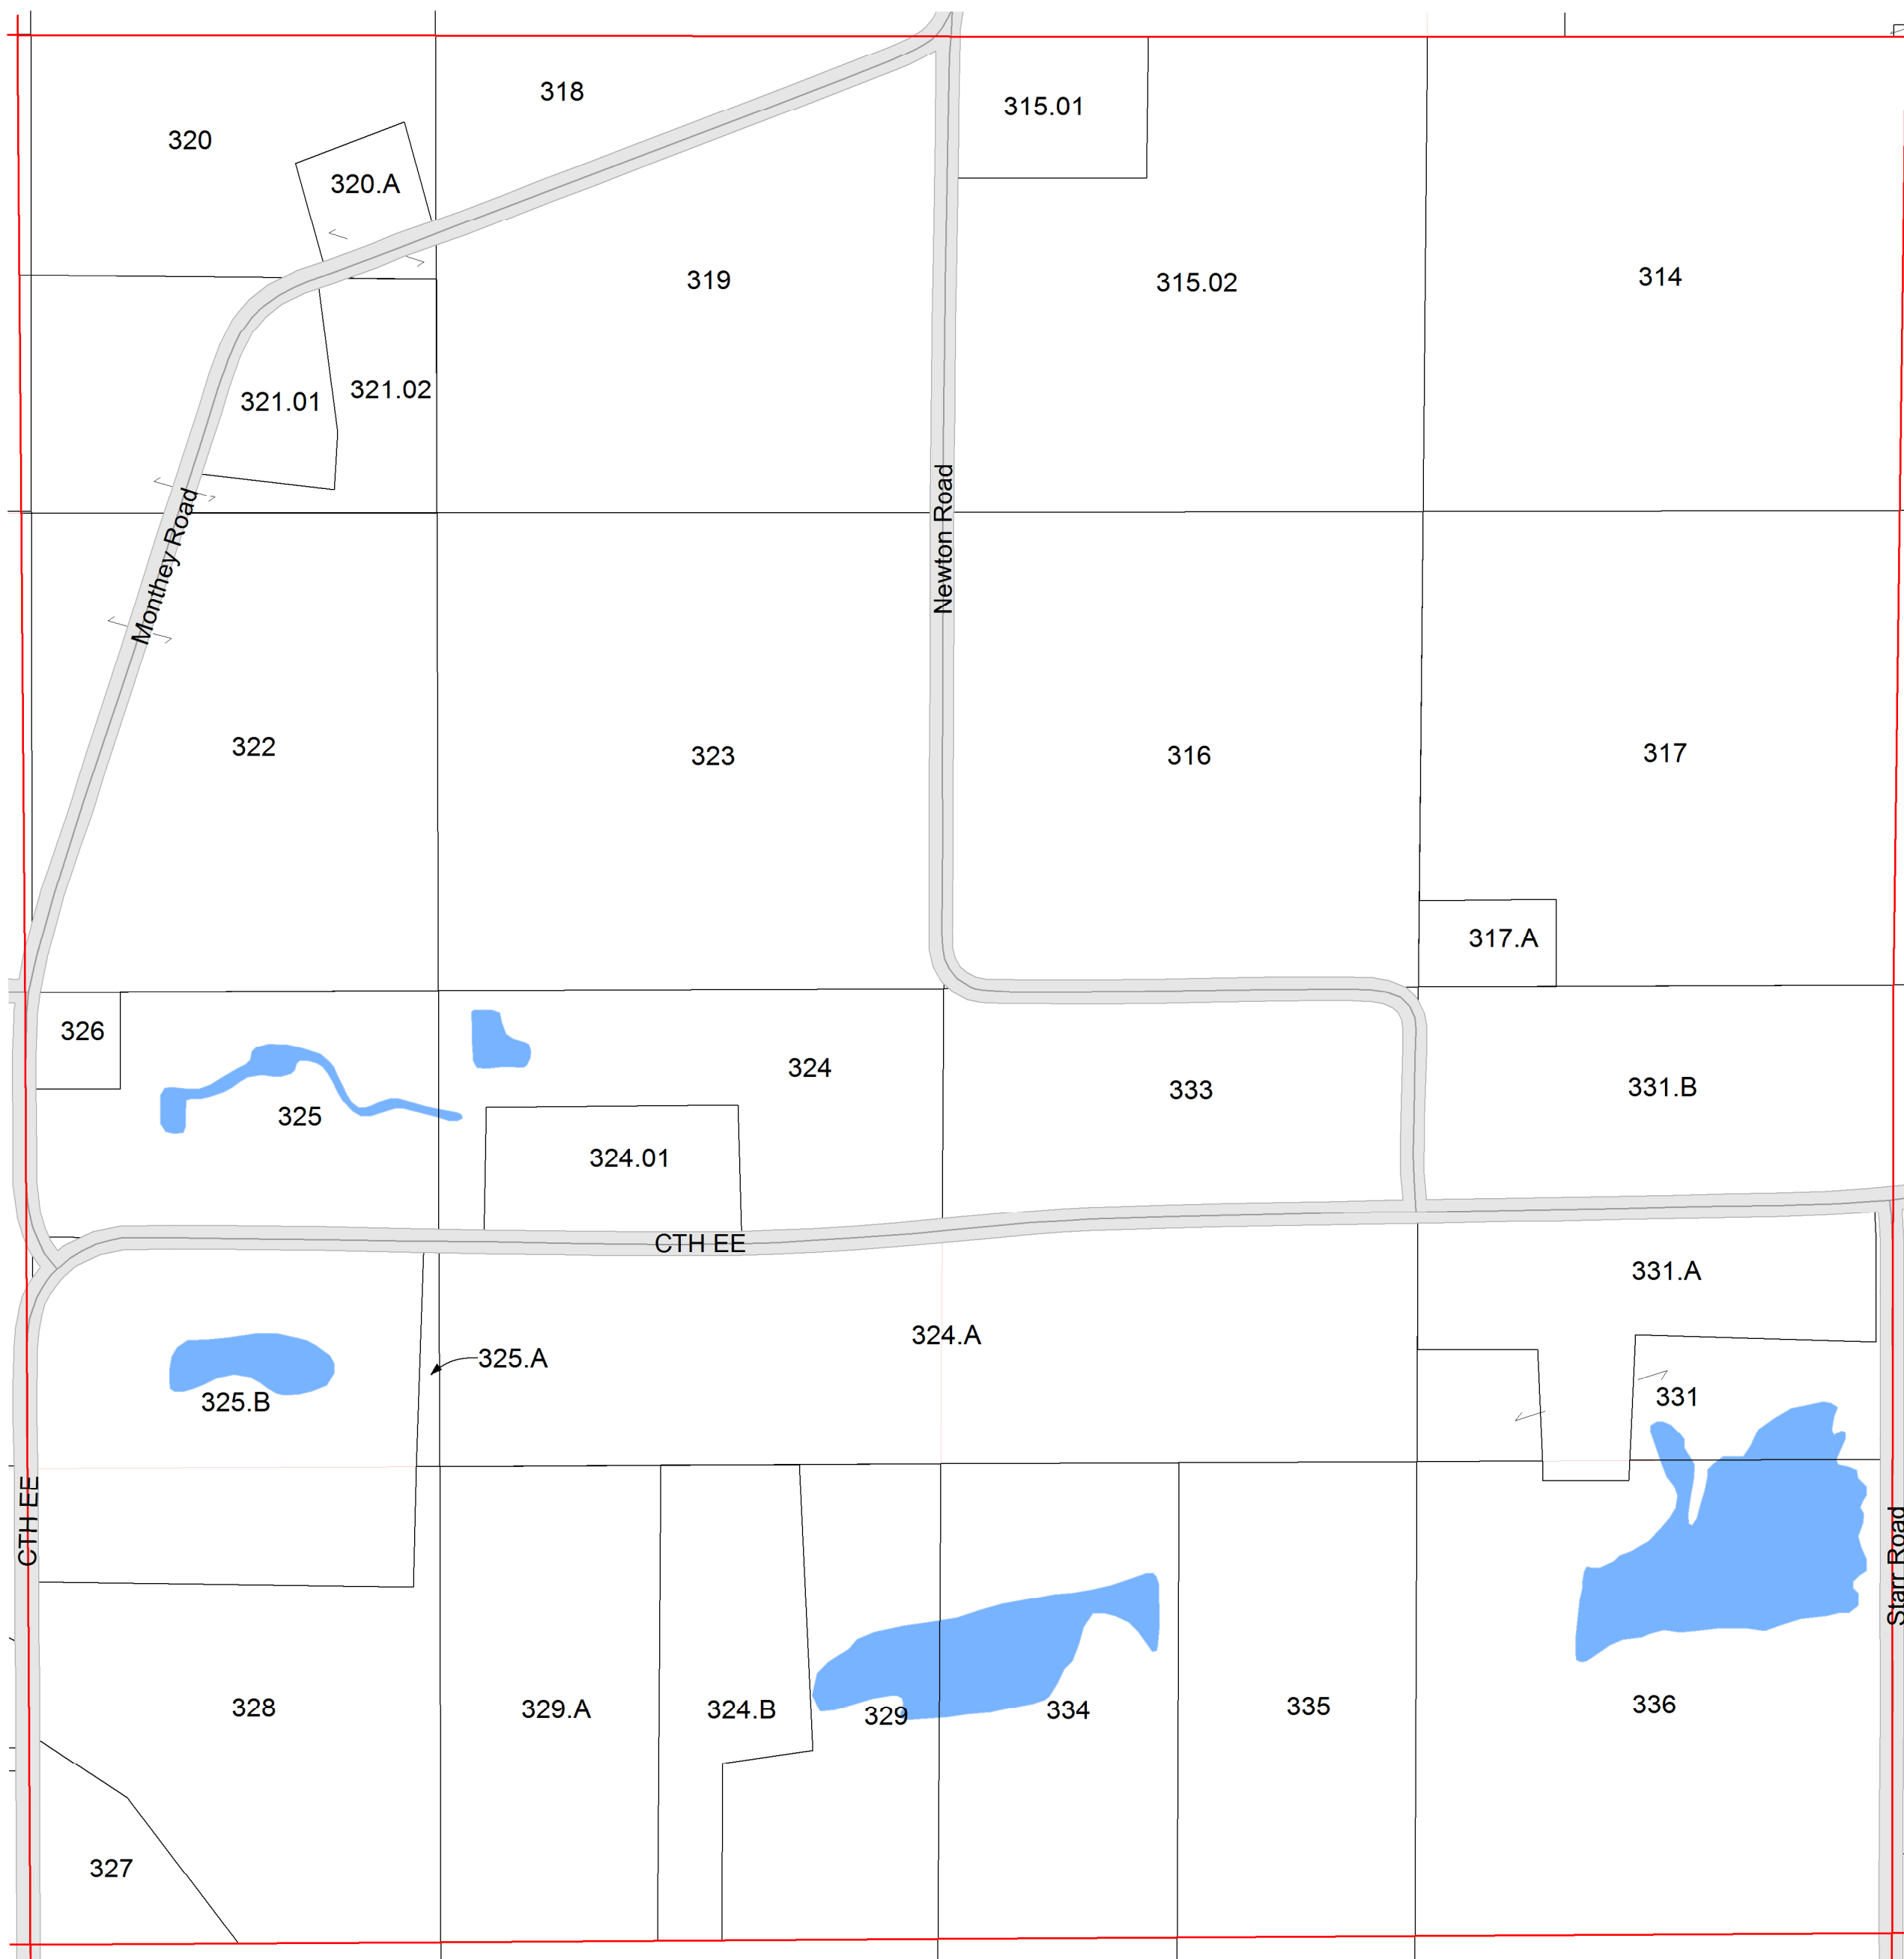 318
315.01
320
320.A
319
315.02
314
321.01
321.02
Newton Road
Monthey Road
322
323
316
317
317.A
326
324
333
331.B
325
324.01
CTH EE
331.A
324.A
325.A
325.B
331
CTH EE
Starr Road
328
329.A
324.B
329
334
335
336
327